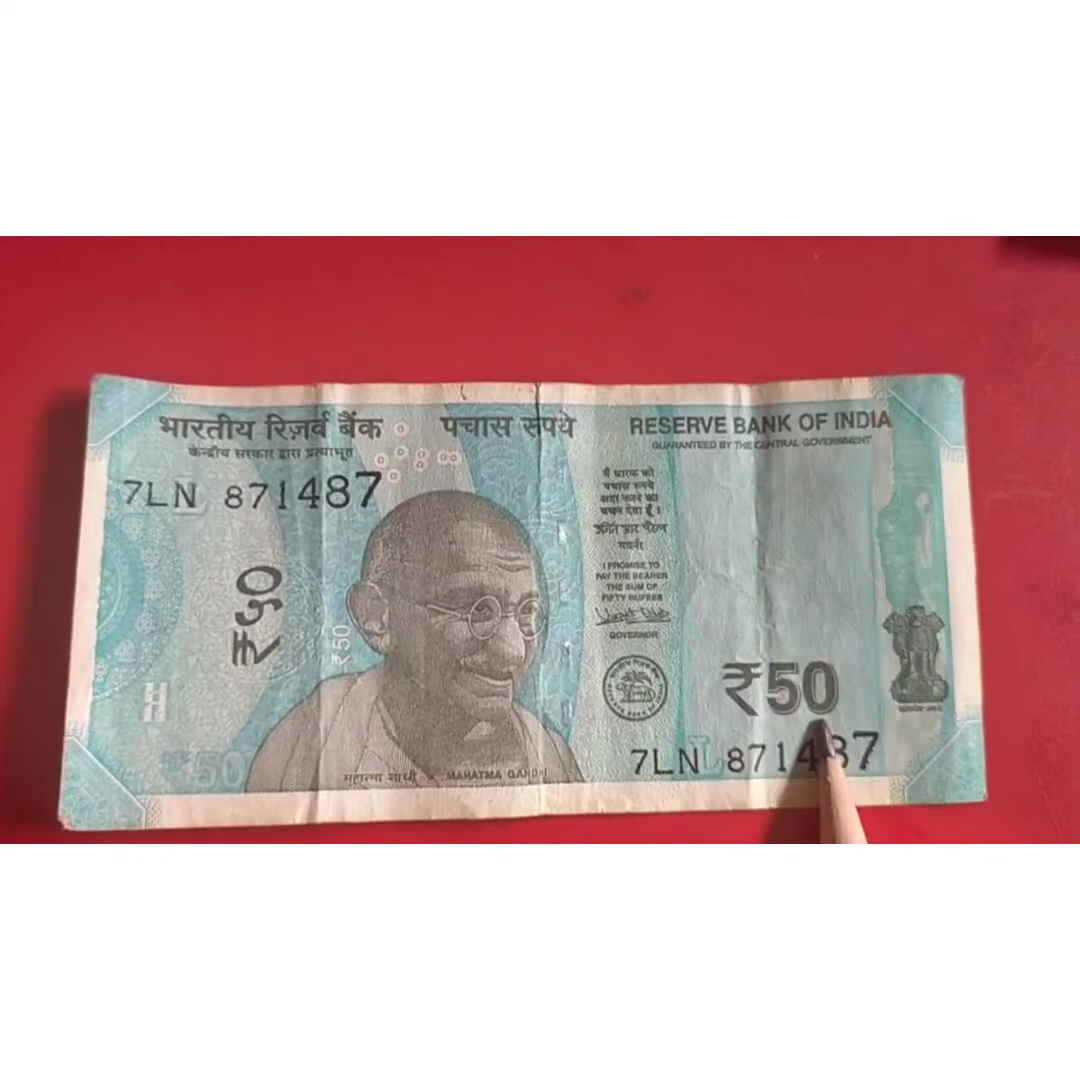 भारतीय रिज़र्व बैंक
पचास रुपये
RESERVE BANK OF INDIA
केन्द्रीय सरकार द्वारा प्रत्याभूत
GUARANTEED BY THE CENTRAL GOVERNMENT
7LN 871487
मैं धारक को
पचास रुपये
अदा करने का
वचन देता हूँ।
गवर्नर
I PROMISE TO
PAY THE BEARER
THE SUM OF
FIFTY RUPEES
GOVERNOR
₹५०
₹50
₹50
₹50
7LN L 871487
महात्मा गांधी
MAHATMA GANDHI